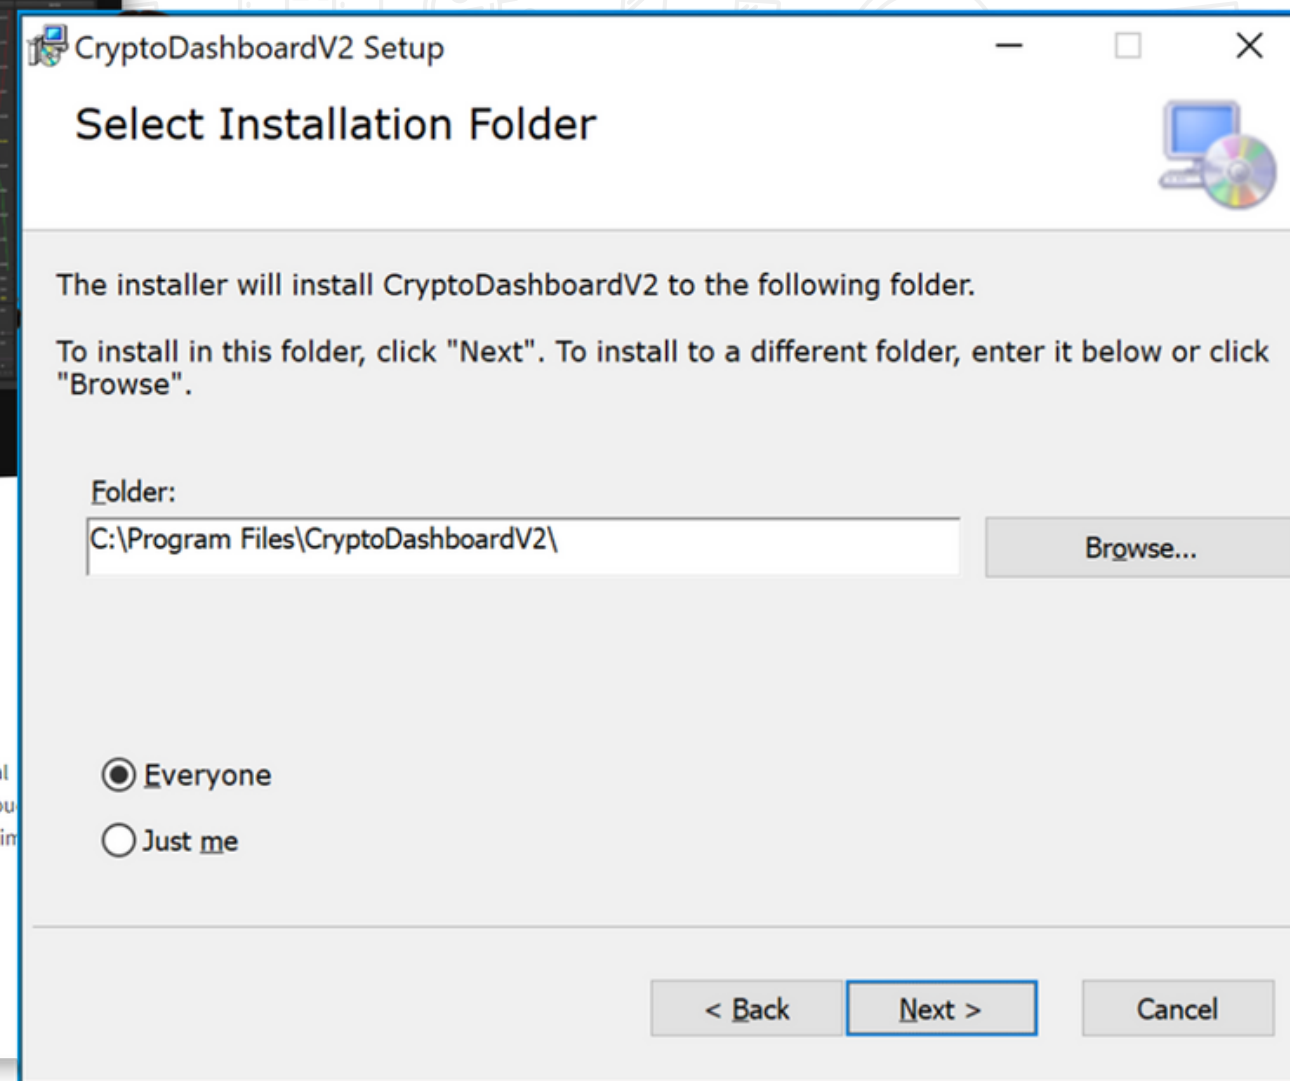 CryptoDashboardV2 Setup
Select Installation Folder
The installer will install CryptoDashboardV2 to the following folder.
To install in this folder, click "Next". To install to a different folder, enter it below or click
"Browse".
Folder:
C:\Program Files\CryptoDashboardV2\
Browse...
Everyone
Just me
< Back
Next >
Cancel